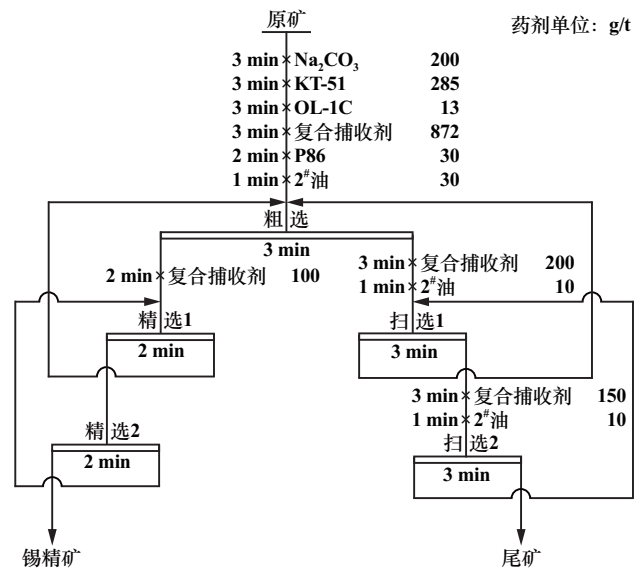 原矿
药剂单位：g/t
3 min×Na₂CO₃ 200
3 min×KT-51 285
3 min×OL-1C 13
3 min×复合捕收剂 872
2 min×P86 30
1 min×2#油 30
粗选
3 min
2 min×复合捕收剂 100
3 min×复合捕收剂 200
1 min×2#油 10
精选1
2 min
扫选1
3 min
3 min×复合捕收剂 150
1 min×2#油 10
精选2
2 min
扫选2
3 min
锡精矿
尾矿